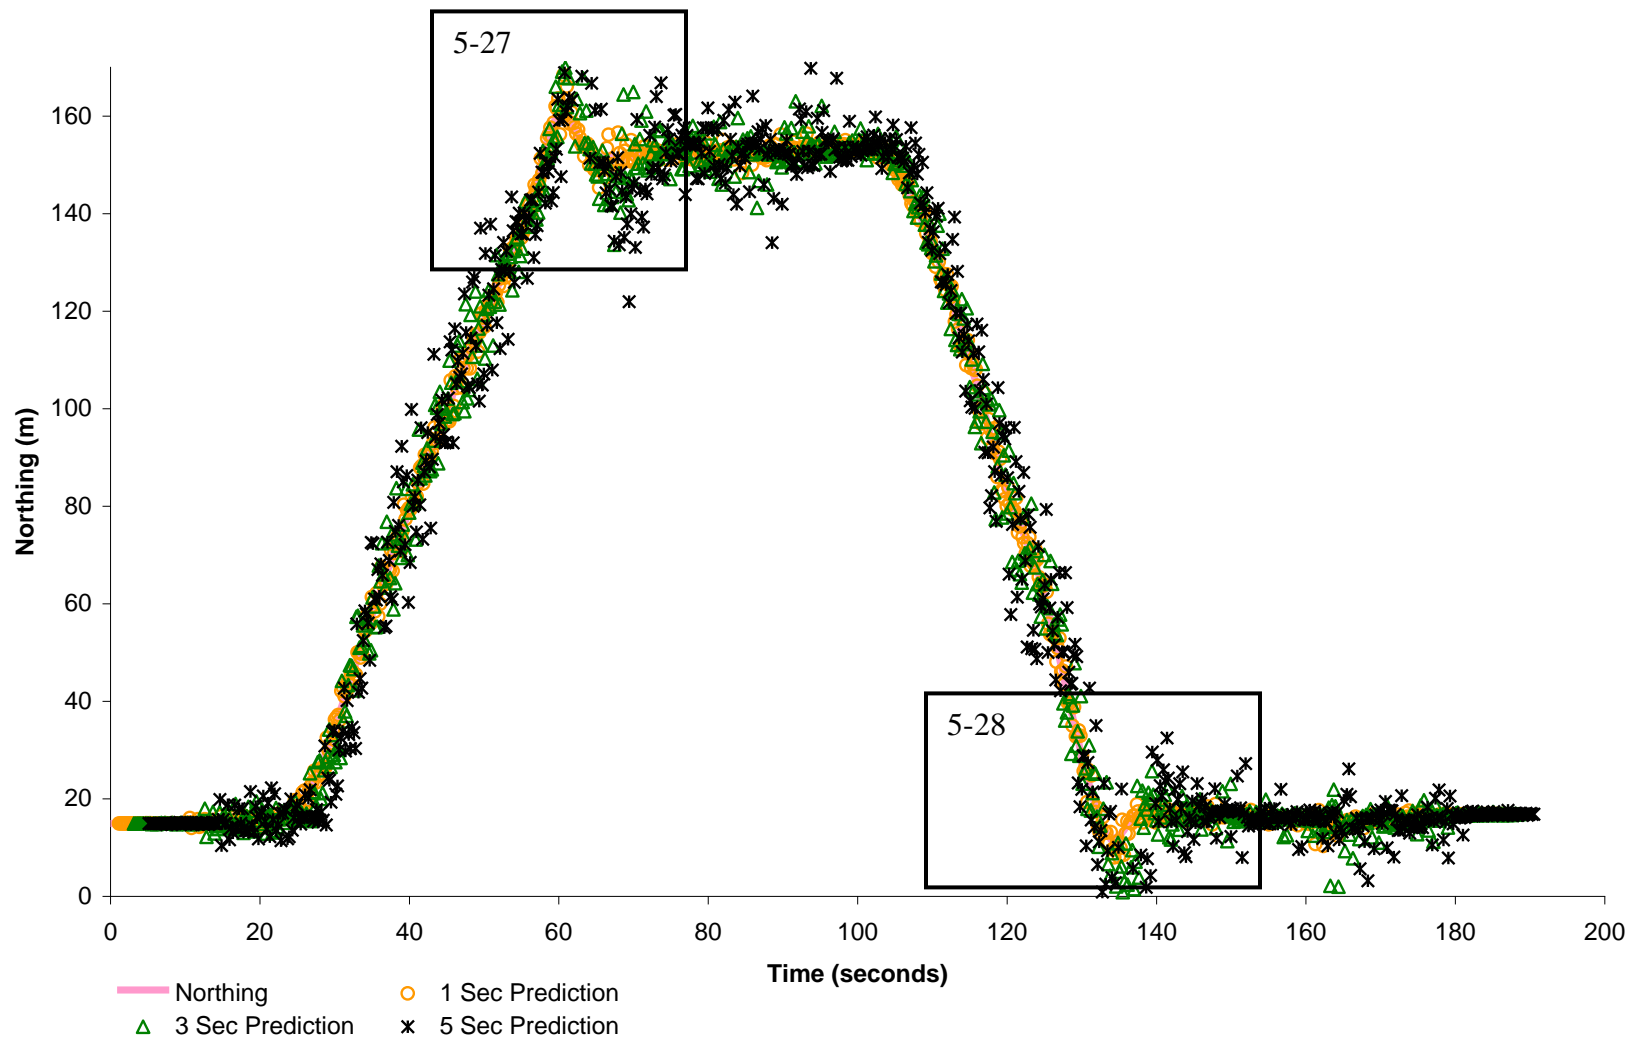 5-27
160
140
120
100
80
60
40
20
0
Northing (m)
5-28
0 20 40 60 80 100 120 140 160 180 200
Time (seconds)
Northing 1 Sec Prediction
3 Sec Prediction 5 Sec Prediction